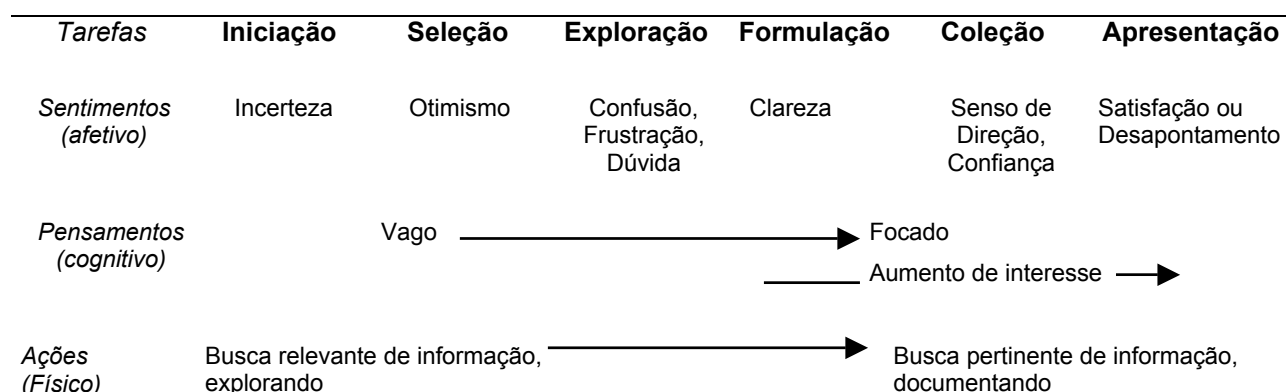 Tarefas Iniciação Seleção Exploração Formulação Coleção Apresentação
Sentimentos Incerteza Otimismo Confusão, Clareza Senso de Satisfação ou
(afetivo) Frustração, Direção, Desapontamento
Dúvida Confiança
Pensamentos Vago Focado
(cognitivo) Aumento de interesse
Ações Busca relevante de informação, Busca pertinente de informação,
(Físico) explorando documentando